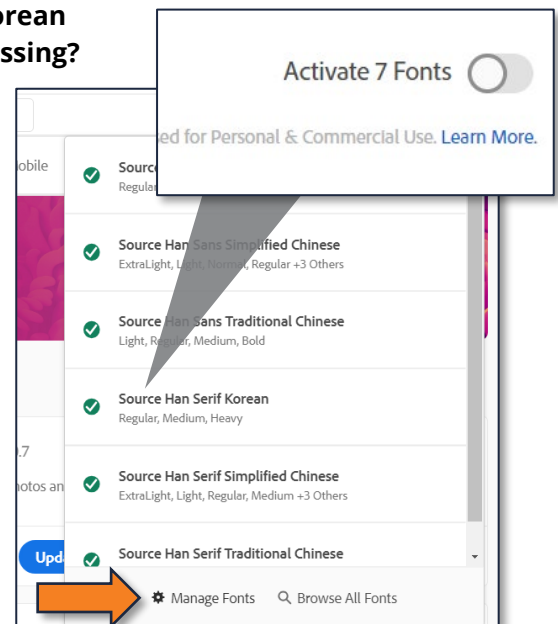 orean
ssing?
Activate 7 Fonts
ed for Personal & Commercial Use. Learn More.
obile
Source
Regular
Source Han Sans Simplified Chinese
ExtraLight, Light, Normal, Regular +3 Others
Source Han Sans Traditional Chinese
Light, Regular, Medium, Bold
Source Han Serif Korean
Regular, Medium, Heavy
.7
Source Han Serif Simplified Chinese
otos an
ExtraLight, Light, Regular, Medium +3 Others
Upd
Source Han Serif Traditional Chinese
Manage Fonts
Browse All Fonts